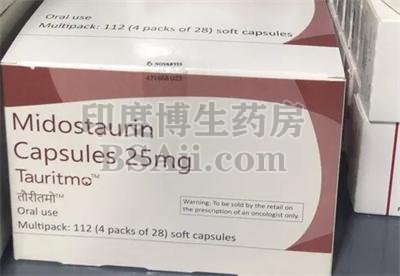 Oral use
Multipack: 112 (4 packs of 28) soft capsules
NOVARTIS
Midostaurin
Capsules 25mg
Tauritmo™
तौरीतमो™
Oral use
Multipack: 112 (4 packs of 28) soft capsules
Warning: To be sold by the retail on
the prescription of an oncologist only.
印度博生药房
BSAji.com